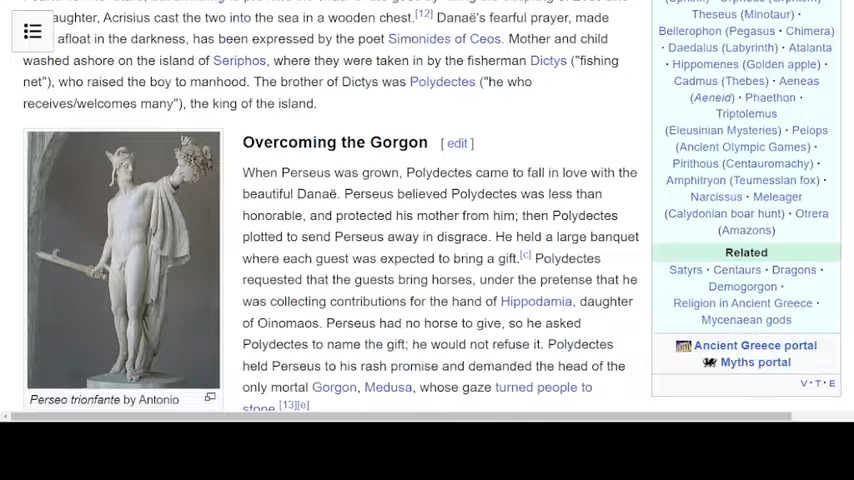 aughter, Acrisius cast the two into the sea in a wooden chest.[12] Danaë's fearful prayer, made
afloat in the darkness, has been expressed by the poet Simonides of Ceos. Mother and child
washed ashore on the island of Seriphos, where they were taken in by the fisherman Dictys ("fishing
net"), who raised the boy to manhood. The brother of Dictys was Polydectes ("he who
receives/welcomes many"), the king of the island.
Overcoming the Gorgon [ edit ]
When Perseus was grown, Polydectes came to fall in love with the
beautiful Danaë. Perseus believed Polydectes was less than
honorable, and protected his mother from him; then Polydectes
plotted to send Perseus away in disgrace. He held a large banquet
where each guest was expected to bring a gift.[c] Polydectes
requested that the guests bring horses, under the pretense that he
was collecting contributions for the hand of Hippodamia, daughter
of Oinomaos. Perseus had no horse to give, so he asked
Polydectes to name the gift; he would not refuse it. Polydectes
held Perseus to his rash promise and demanded the head of the
only mortal Gorgon, Medusa, whose gaze turned people to
stone.[13][e]
Perseo trionfante by Antonio
Theseus (Minotaur) ·
Bellerophon (Pegasus · Chimera)
· Daedalus (Labyrinth) · Atalanta
· Hippomenes (Golden apple) ·
Cadmus (Thebes) · Aeneas
(Aeneid) · Phaethon ·
Triptolemus
(Eleusinian Mysteries) · Pelops
(Ancient Olympic Games) ·
Pirithous (Centauromachy) ·
Amphitryon (Teumessian fox) ·
Narcissus · Meleager
(Calydonian boar hunt) · Otrera
(Amazons)
Related
Satyrs · Centaurs · Dragons ·
Demogorgon ·
Religion in Ancient Greece ·
Mycenaean gods
Ancient Greece portal
Myths portal
V · T · E